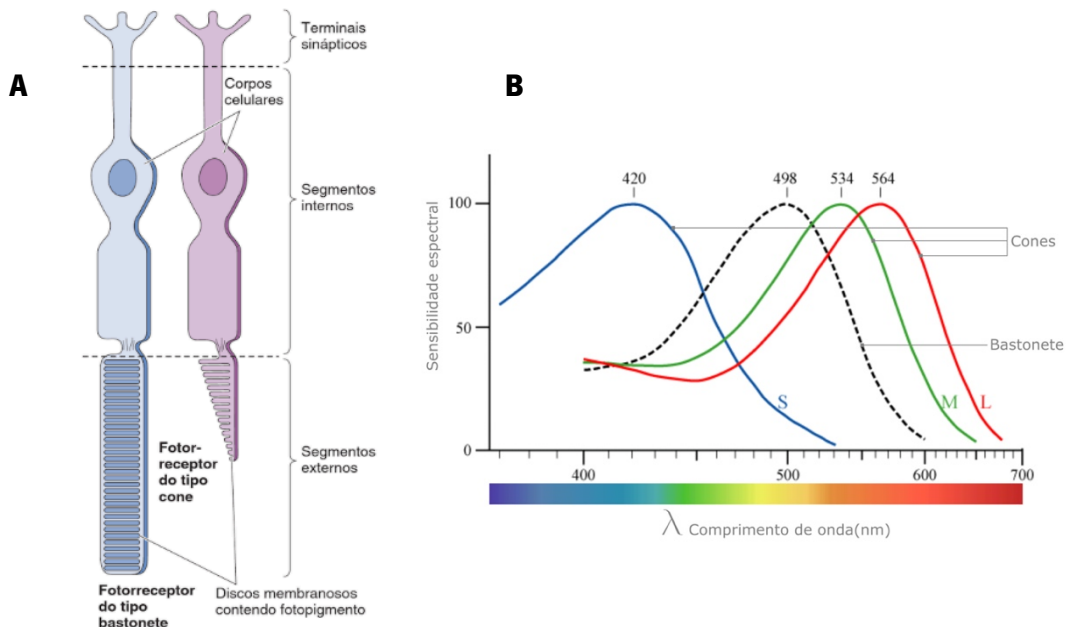 A
Terminais
sinápticos
Corpos
celulares
Segmentos
internos
Fotor-
receptor
do tipo
cone
Segmentos
externos
Fotorreceptor
do tipo
bastonete
Discos membranosos
contendo fotopigmento
B
Sensibilidade espectral
100
50
0
420
498
534
564
Cones
Bastonete
S
M
L
400
500
600
700
λ Comprimento de onda(nm)